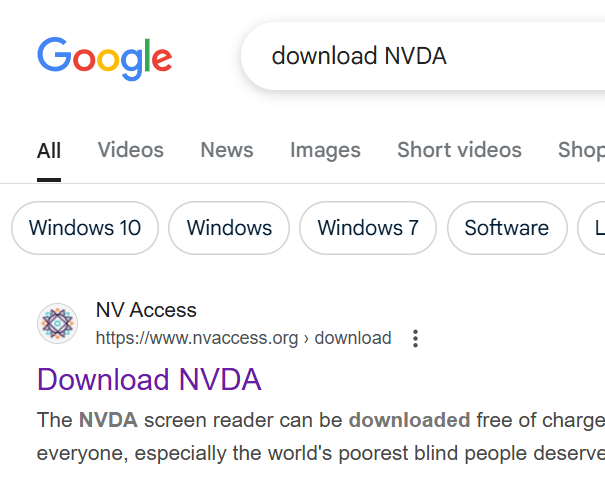 Google
download NVDA
All Videos News Images Short videos Shop
Windows 10 Windows Windows 7 Software L
NV Access
https://www.nvaccess.org › download
Download NVDA
The NVDA screen reader can be downloaded free of charge
everyone, especially the world's poorest blind people deserve